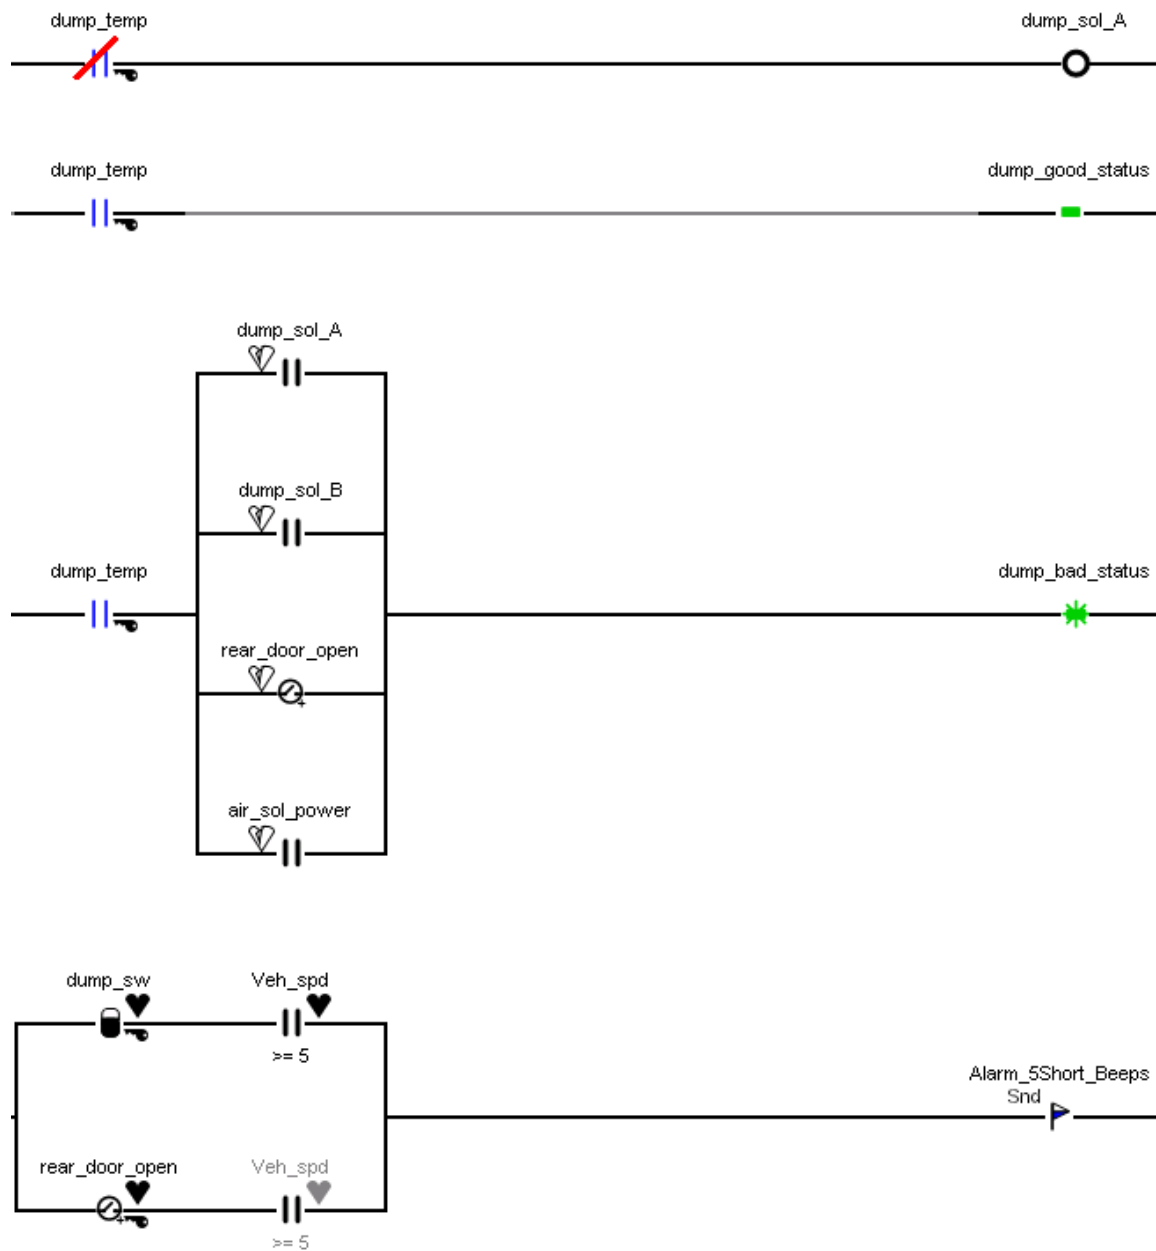 dump_temp
dump_sol_A
dump_temp
dump_good_status
dump_sol_A
dump_sol_B
dump_temp
dump_bad_status
rear_door_open
air_sol_power
dump_sw
Veh_spd
>= 5
Alarm_5Short_Beeps
Snd
rear_door_open
Veh_spd
>= 5